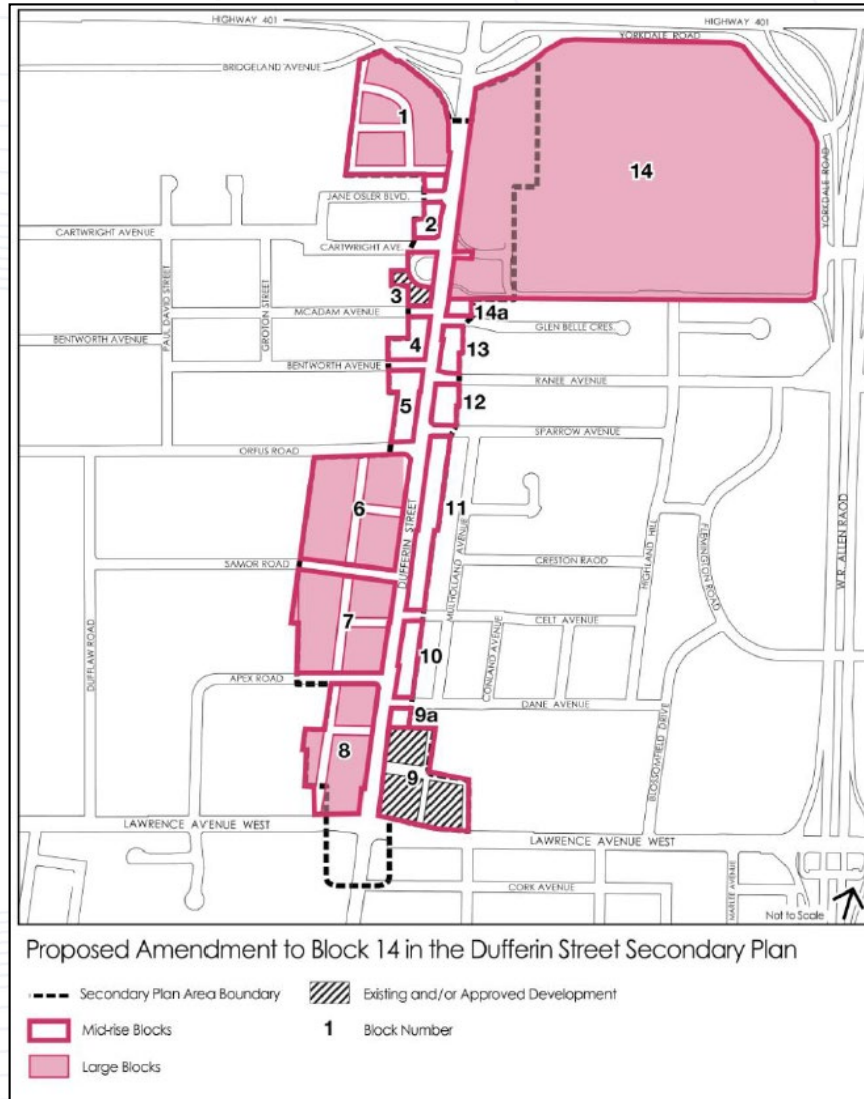 HIGHWAY 401
HIGHWAY 401
YORKDALE ROAD
BRIDGELAND AVENUE
1
14
YORKDALE ROAD
JANE OSLER BLVD.
2
CARTWRIGHT AVENUE
CARTWRIGHT AVE.
PAUL DAVID STREET
GROTON STREET
3
MCADAM AVENUE
14a
GLEN BELLE CRES.
BENTWORTH AVENUE
4
13
BENTWORTH AVENUE
RANEE AVENUE
5
12
SPARROW AVENUE
ORFUS ROAD
6
11
DUFFERIN STREET
MULHOLLAND AVENUE
HIGHLAND HILL
FLEMINGTON ROAD
W.R. ALLEN RAOD
SAMOR ROAD
CRESTON RAOD
7
CELT AVENUE
DUFFLAW ROAD
10
CONLAND AVENUE
APEX ROAD
DANE AVENUE
9a
8
9
BLOSSOMFIELD DRIVE
LAWRENCE AVENUE WEST
LAWRENCE AVENUE WEST
CORK AVENUE
MARLEE AVENUE
Not to Scale
Proposed Amendment to Block 14 in the Dufferin Street Secondary Plan
Secondary Plan Area Boundary
Existing and/or Approved Development
Mid-rise Blocks
1 Block Number
Large Blocks